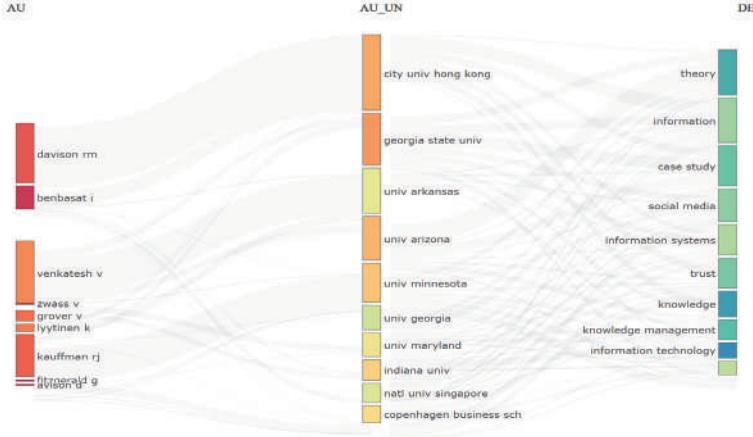 AU
AU_UN
DE
davison rm
benbasat i
venkatesh v
zwass v
grover v
lyytinen k
kauffman rj
fitzgerald g
avison d
city univ hong kong
georgia state univ
univ arkansas
univ arizona
univ minnesota
univ georgia
univ maryland
indiana univ
natl univ singapore
copenhagen business sch
theory
information
case study
social media
information systems
trust
knowledge
knowledge management
information technology